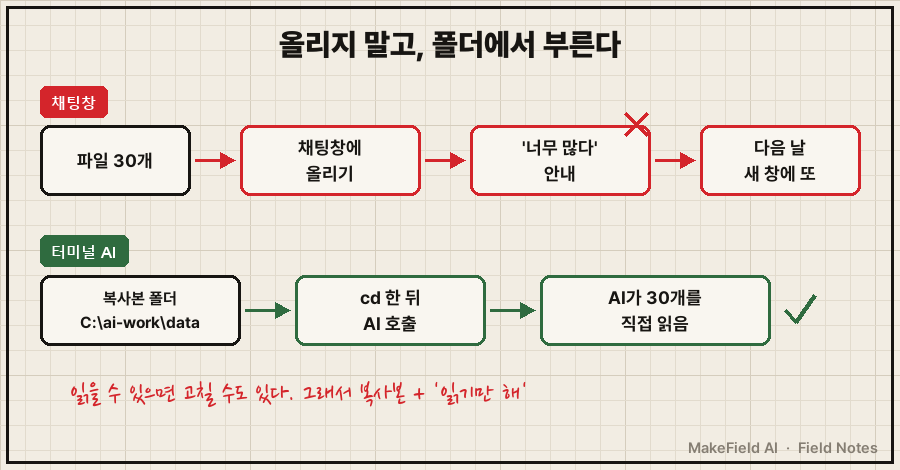 올리지 말고, 폴더에서 부른다
채팅창
파일 30개
채팅창에
올리기
'너무 많다'
안내
다음 날
새 창에 또
터미널 AI
복사본 폴더
C:\ai-work\data
cd 한 뒤
AI 호출
AI가 30개를
직접 읽음
읽을 수 있으면 고칠 수도 있다. 그래서 복사본 + '읽기만 해'
MakeField AI · Field Notes